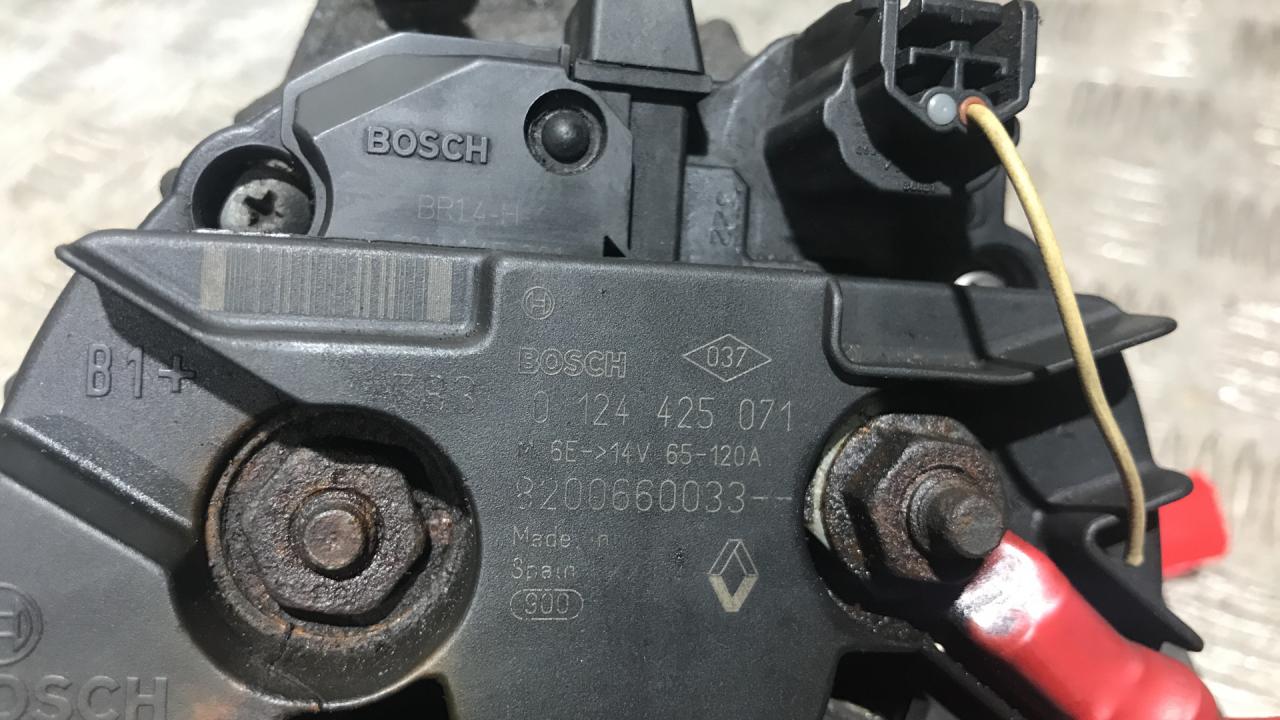 BOSCH
BR14-H
B1+
BOSCH
037
0 124 425 071
M 6E->14V 65-120A
8200660033--
Made in
Spain
900
BOSCH